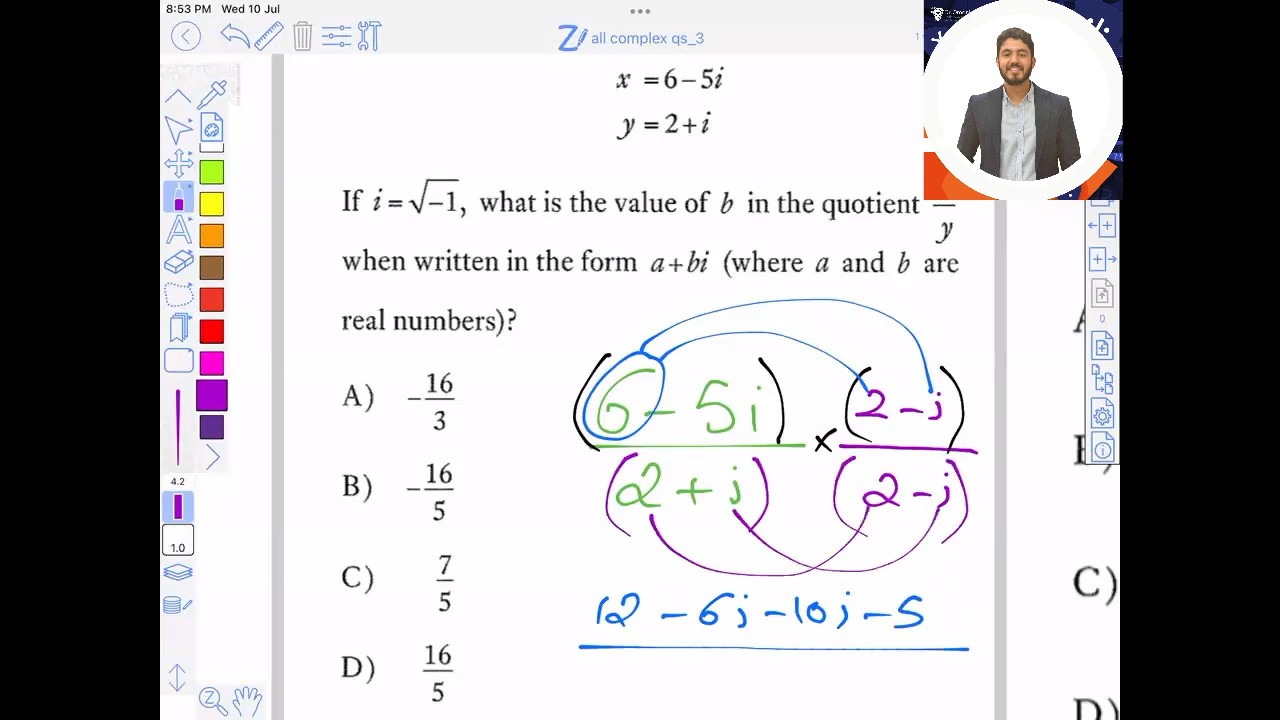 8:53 PM Wed 10 Jul
all complex qs_3
x = 6 − 5i
y = 2 + i
If i = √−1, what is the value of b in the quotient
y
when written in the form a + bi (where a and b are
real numbers)?
A) −16/3
B) −16/5
C) 7/5
D) 16/5
(6 − 5i) × (2 − i)
(2 + i) (2 − i)
12 − 6i − 10i − 5
4.2
1.0
0
C)
D)